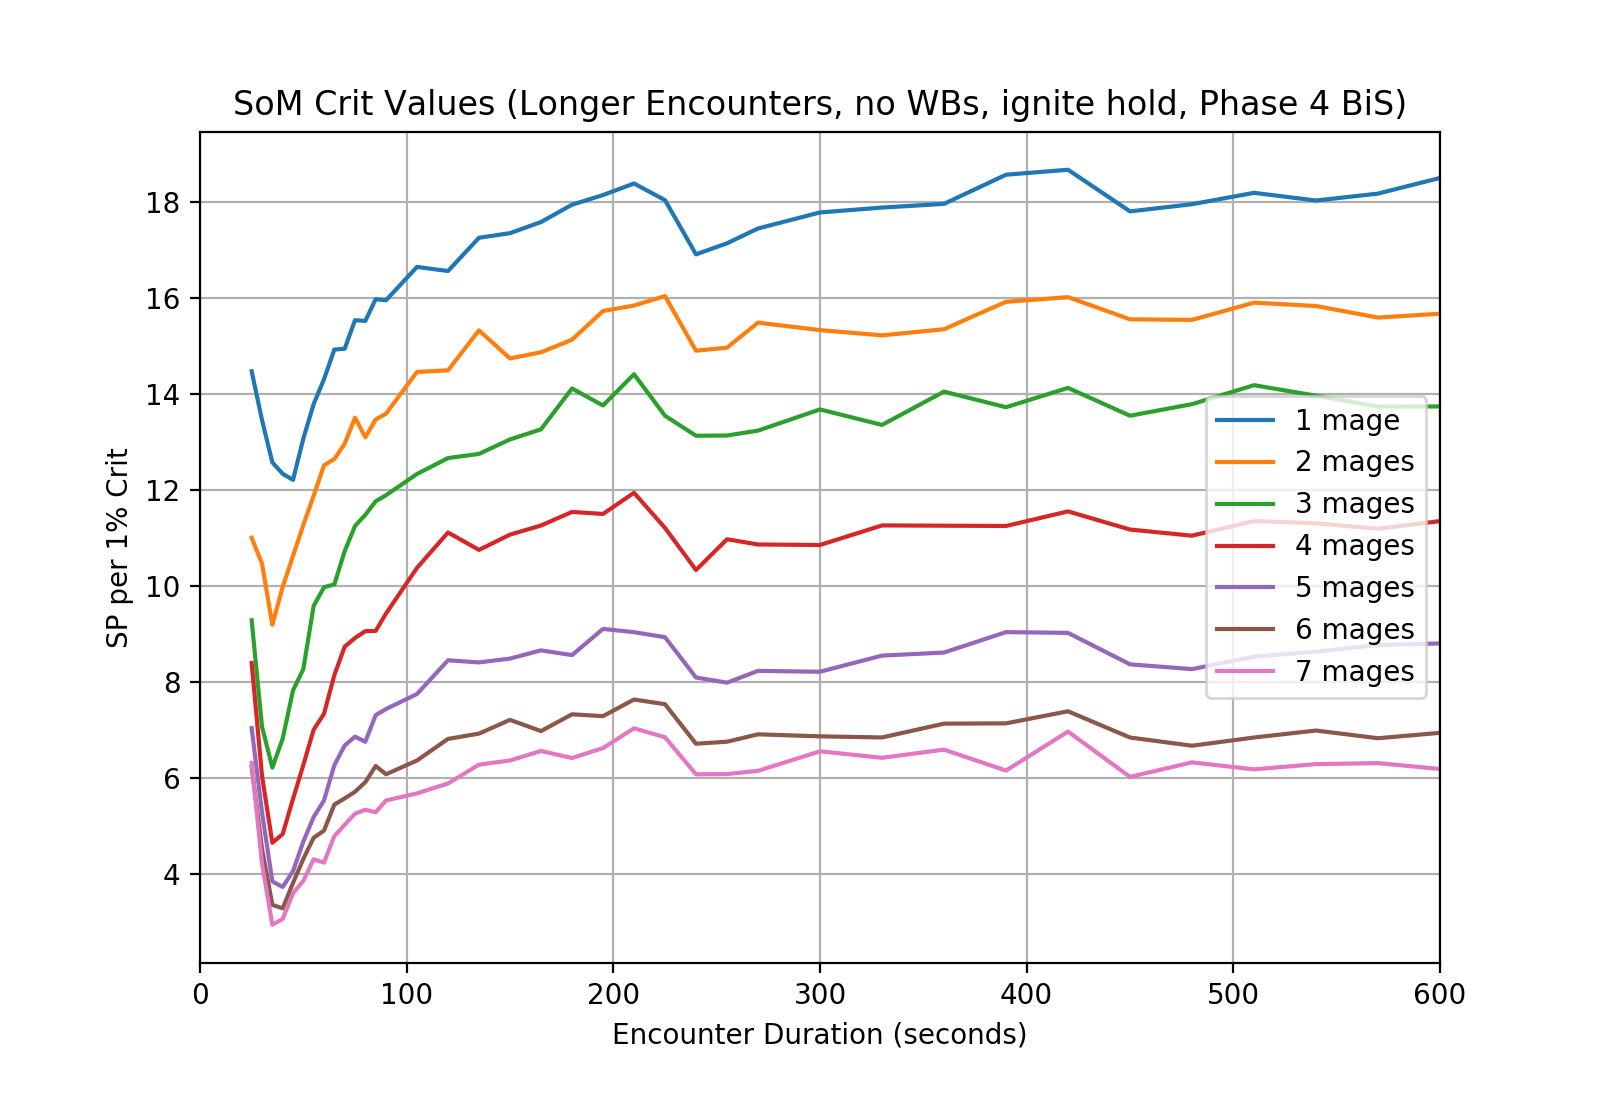 SoM Crit Values (Longer Encounters, no WBs, ignite hold, Phase 4 BiS)
SP per 1% Crit
18
16
14
12
10
8
6
4
1 mage
2 mages
3 mages
4 mages
5 mages
6 mages
7 mages
0 100 200 300 400 500 600
Encounter Duration (seconds)